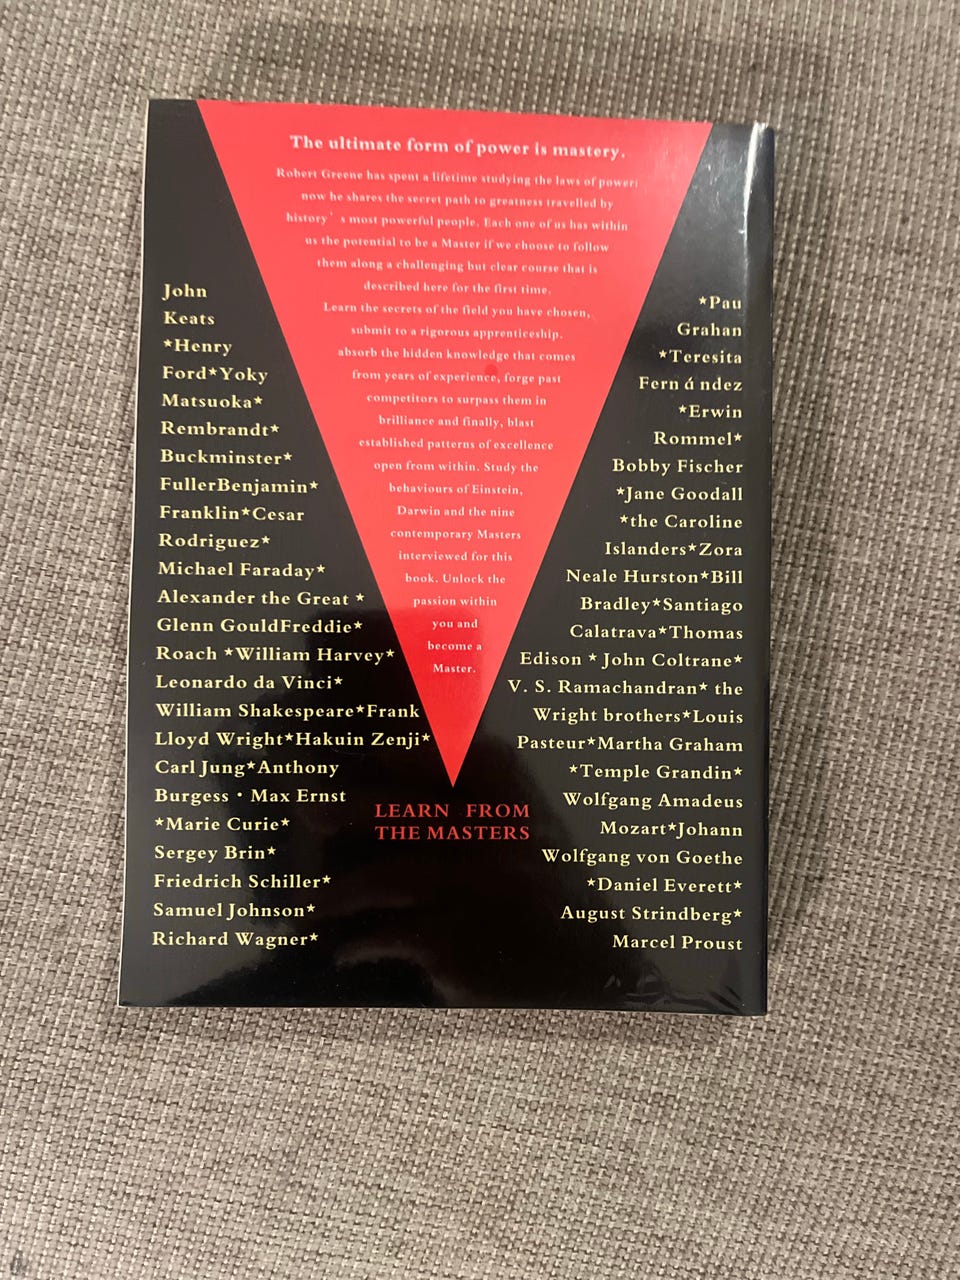 The ultimate form of power is mastery.
Robert Greene has spent a lifetime studying the laws of power:
now he shares the secret path to greatness travelled by
history' s most powerful people. Each one of us has within
us the potential to be a Master if we choose to follow
them along a challenging but clear course that is
described here for the first time.
Learn the secrets of the field you have chosen,
submit to a rigorous apprenticeship.
absorb the hidden knowledge that comes
from years of experience, forge past
competitors to surpass them in
brilliance and finally, blast
established patterns of excellence
open from within. Study the
behaviours of Einstein,
Darwin and the nine
contemporary Masters
interviewed for this
book. Unlock the
passion within
you and
become a
Master.
John
Keats
*Henry
Ford*Yoky
Matsuoka*
Rembrandt*
Buckminster*
FullerBenjamin*
Franklin*Cesar
Rodriguez*
Michael Faraday*
Alexander the Great *
Glenn GouldFreddie*
Roach *William Harvey*
Leonardo da Vinci*
William Shakespeare*Frank
Lloyd Wright*Hakuin Zenji*
Carl Jung*Anthony
Burgess • Max Ernst
*Marie Curie*
Sergey Brin*
Friedrich Schiller*
Samuel Johnson*
Richard Wagner*
LEARN FROM
THE MASTERS
*Pau
Grahan
*Teresita
Fern á ndez
*Erwin
Rommel*
Bobby Fischer
*Jane Goodall
*the Caroline
Islanders*Zora
Neale Hurston*Bill
Bradley*Santiago
Calatrava*Thomas
Edison * John Coltrane*
V. S. Ramachandran* the
Wright brothers*Louis
Pasteur*Martha Graham
*Temple Grandin*
Wolfgang Amadeus
Mozart*Johann
Wolfgang von Goethe
*Daniel Everett*
August Strindberg*
Marcel Proust